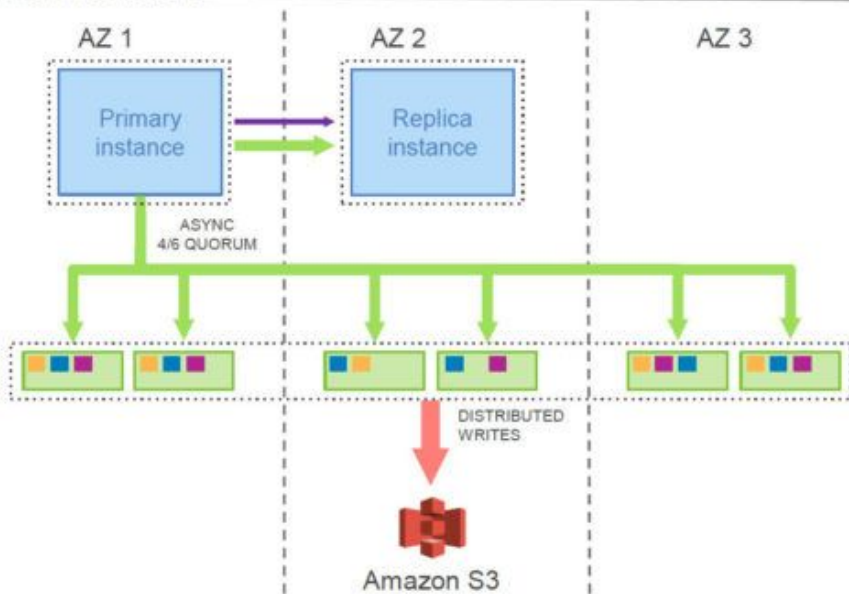 AZ 1
AZ 2
AZ 3
Primary
instance
Replica
instance
ASYNC
4/6 QUORUM
DISTRIBUTED
WRITES
Amazon S3